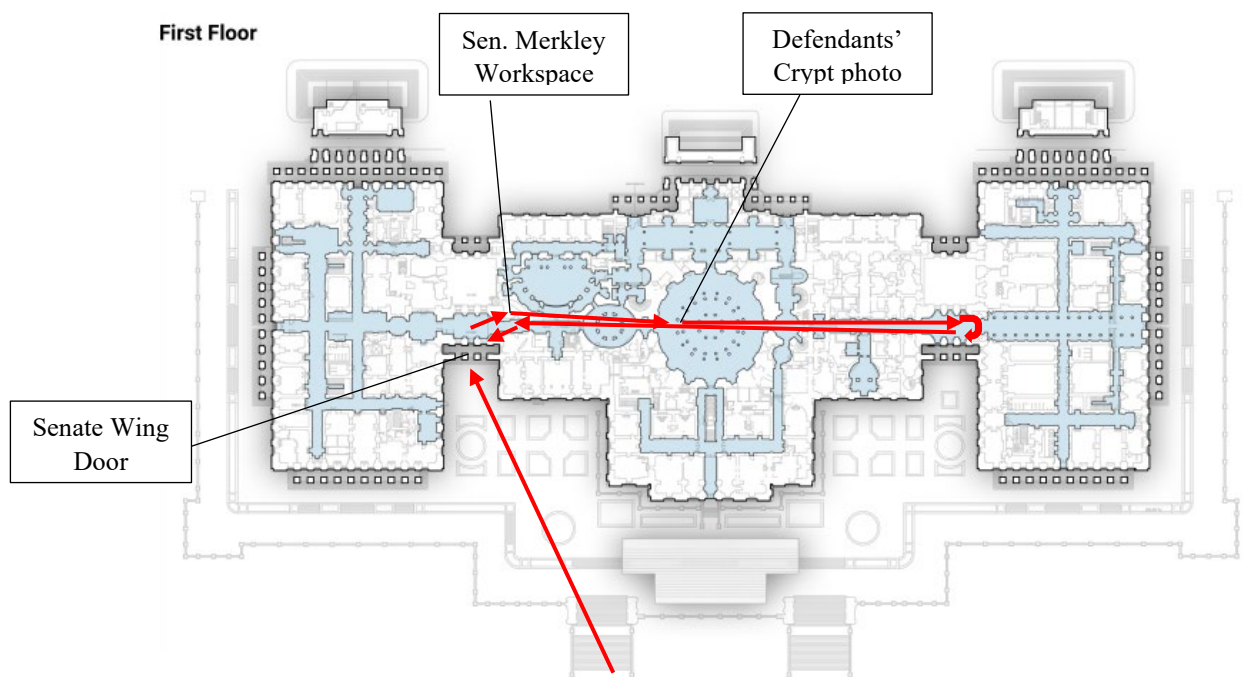 First Floor
Sen. Merkley
Workspace
Defendants’
Crypt photo
Senate Wing
Door